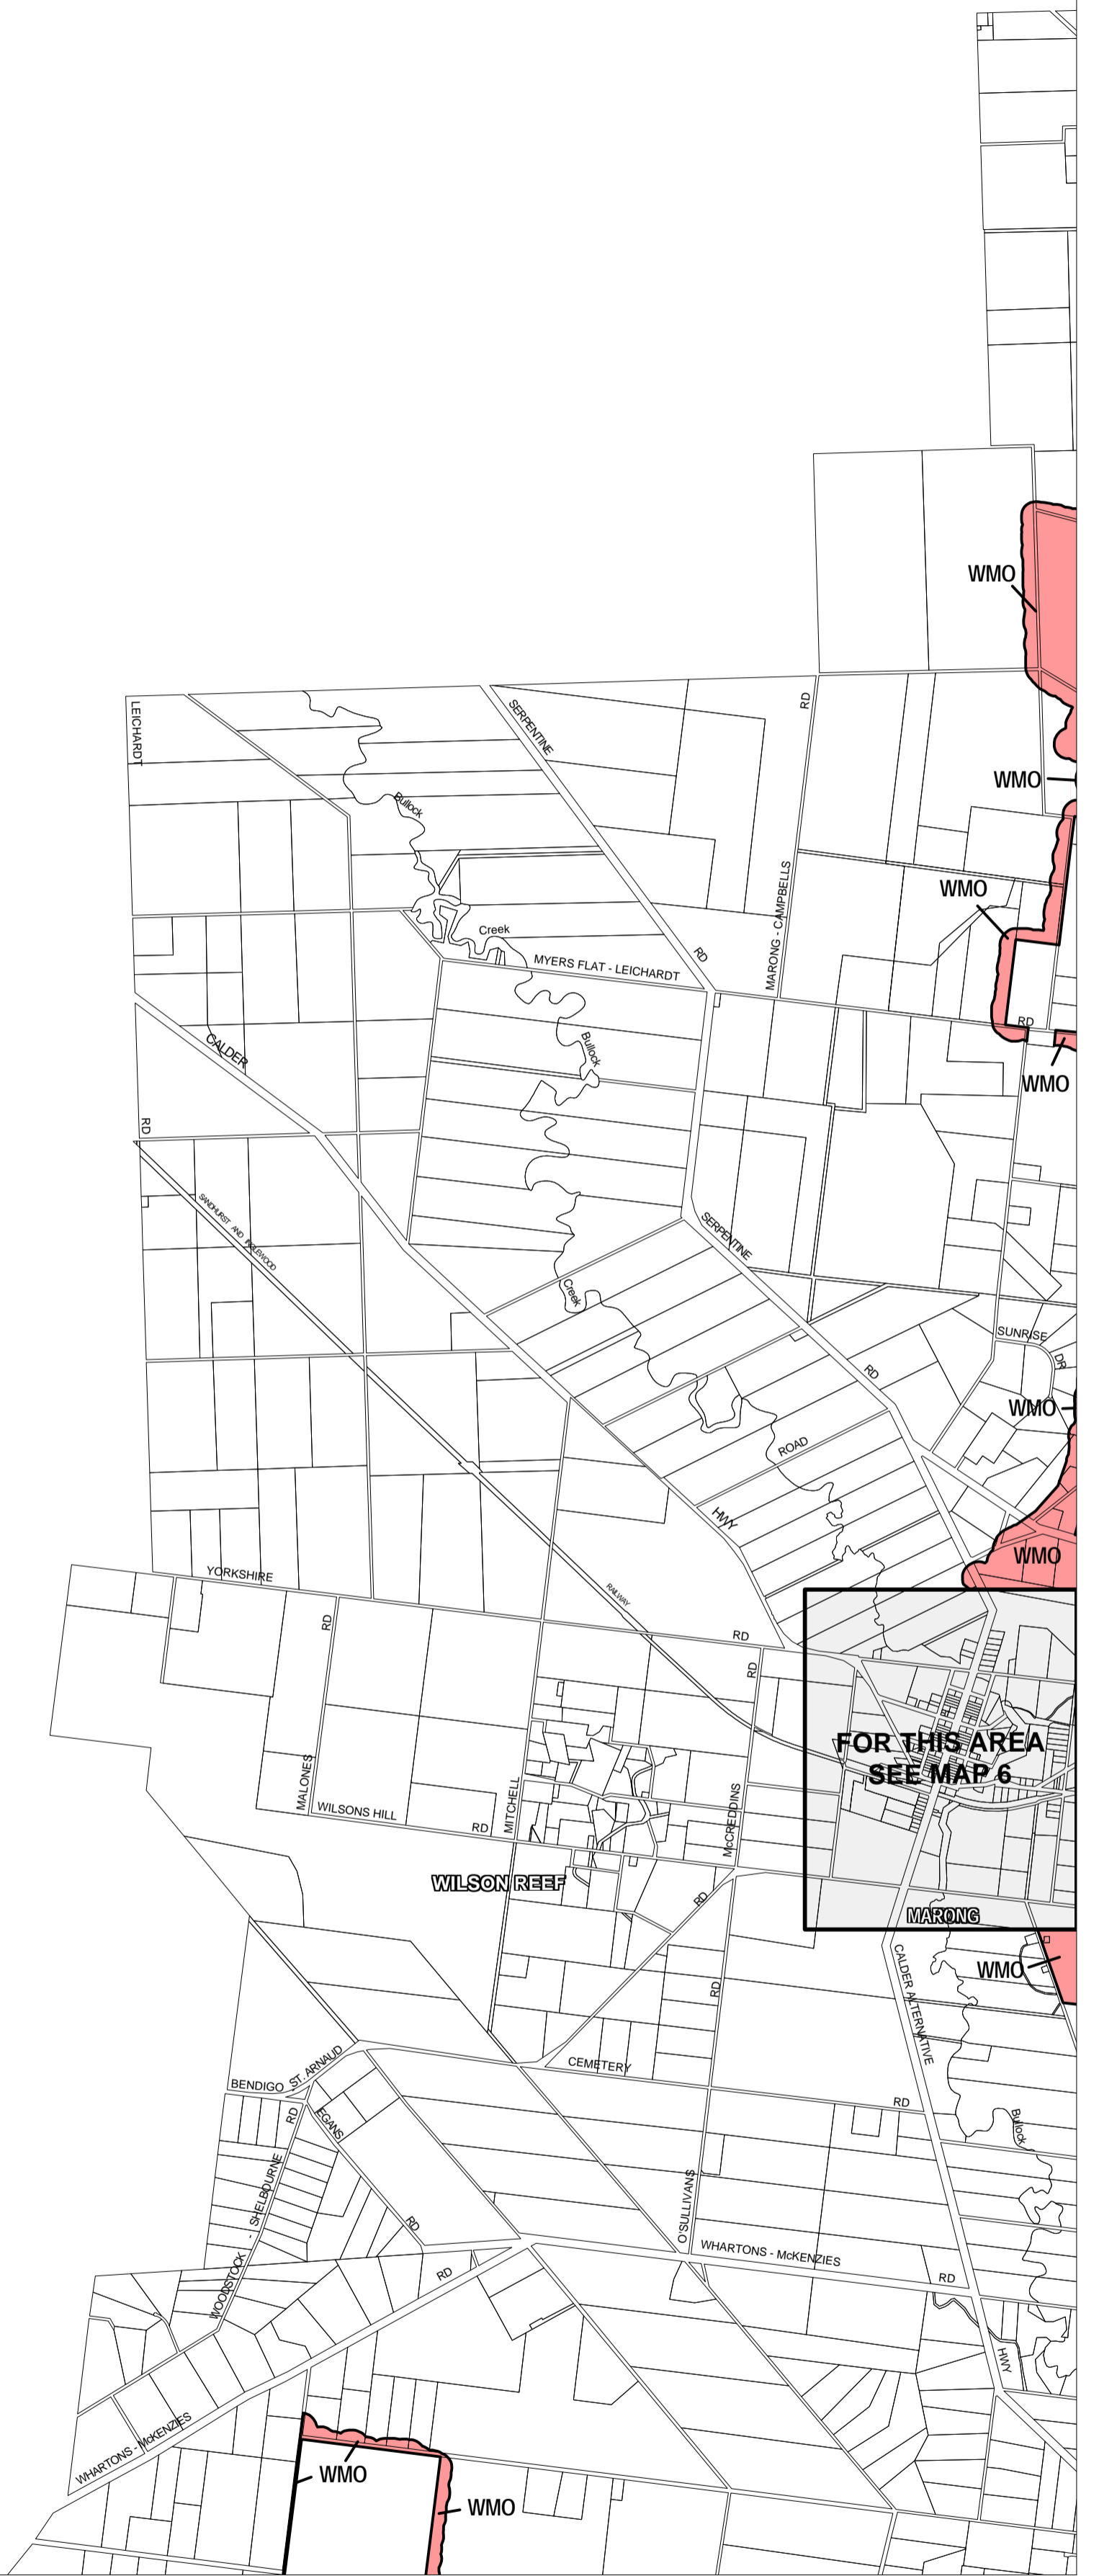 WMO
LEICHARDT
SERPENTINE
RD
WMO
Bullock
MARONG - CAMPBELLS
WMO
Creek
RD
MYERS FLAT - LEICHARDT
RD
CALDER
Bullock
WMO
RD
SANDHURST AND INGLEWOOD
SERPENTINE
Creek
SUNRISE
DR
RD
WMO
ROAD
HWY
WMO
YORKSHIRE
RAILWAY
RD
RD
RD
FOR THIS AREA
SEE MAP 6
MALONES
MITCHELL
McCREDDINS
WILSONS HILL
RD
WILSON REEF
RD
MARONG
WMO
CALDER ALTERNATIVE
RD
ST. ARNAUD
CEMETERY
BENDIGO -
RD
EGANS
RD
Bullock
WOODSTOCK - SHELBOURNE
O'SULLIVANS
RD
WHARTONS - McKENZIES
RD
RD
HWY
WHARTONS - McKENZIES
WMO
WMO